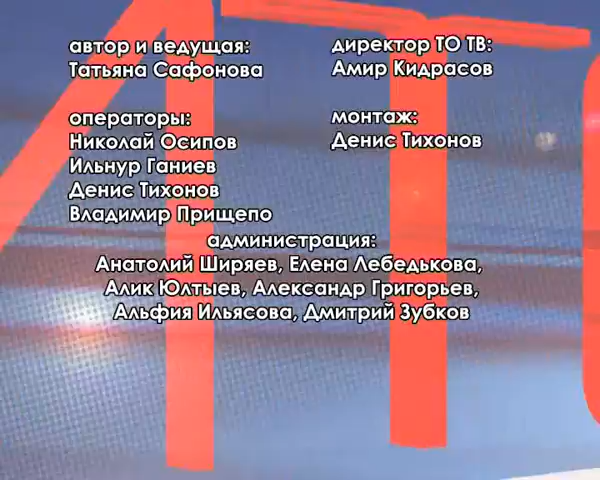 автор и ведущая:
Татьяна Сафонова
директор ТО ТВ:
Амир Кидрасов
операторы:
Николай Осипов
Ильнур Ганиев
Денис Тихонов
Владимир Прищепо
монтаж:
Денис Тихонов
администрация:
Анатолий Ширяев, Елена Лебедькова,
Алик Юлтыев, Александр Григорьев,
Альфия Ильясова, Дмитрий Зубков